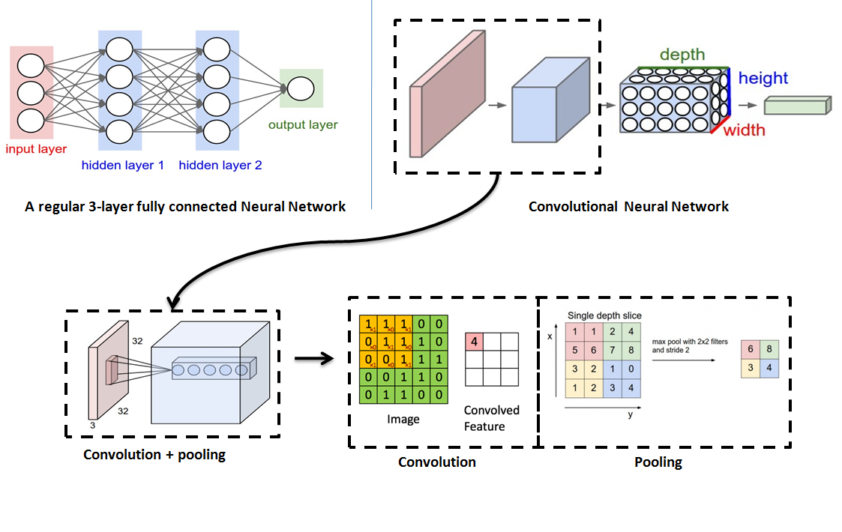 input layer
hidden layer 1
hidden layer 2
output layer
A regular 3-layer fully connected Neural Network
depth
height
width
Convolutional Neural Network
32
32
3
Convolution + pooling
1 1 1 0 0
0 1 1 1 0
0 0 1 1 1
0 0 1 1 0
0 1 1 0 0
Image
4
Convolved
Feature
Convolution
Single depth slice
x
1 1 2 4
5 6 7 8
3 2 1 0
1 2 3 4
y
max pool with 2x2 filters
and stride 2
6 8
3 4
Pooling